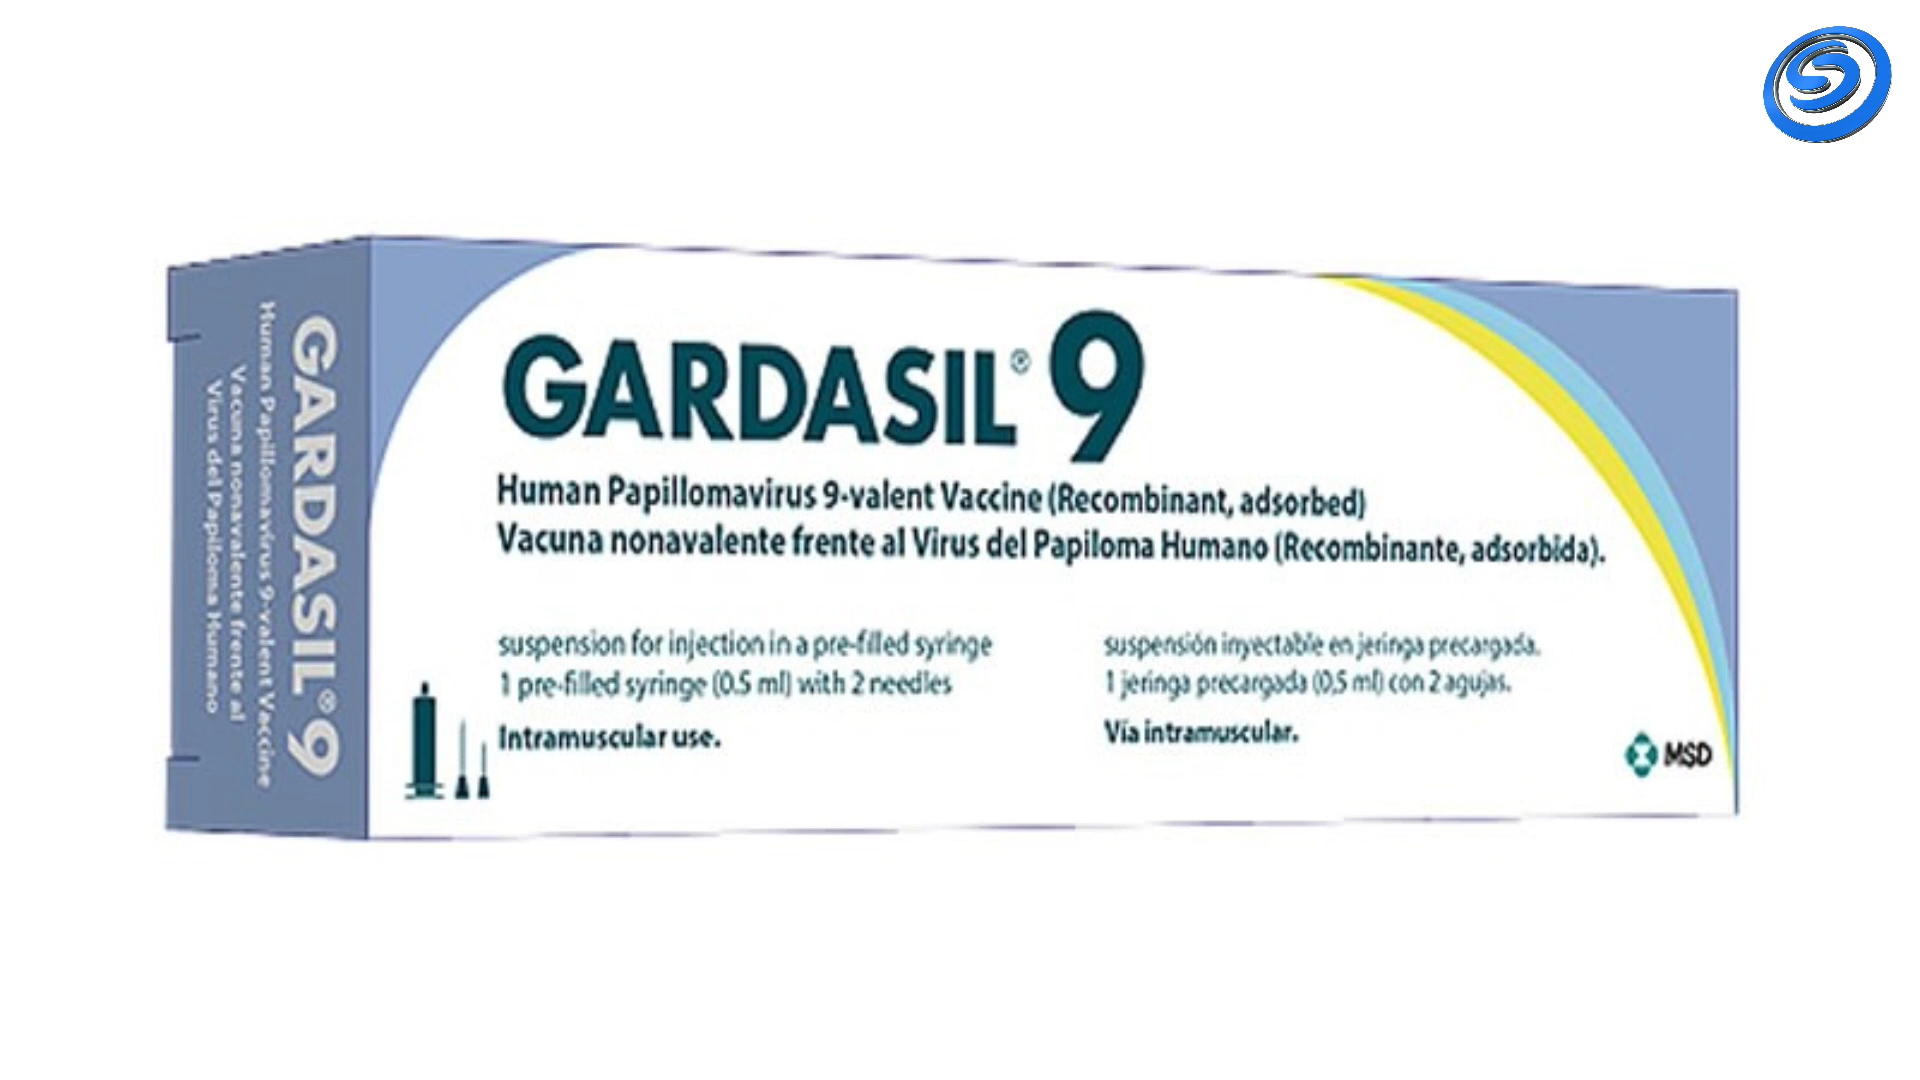 GARDASIL® 9
Human Papillomavirus 9-valent Vaccine (Recombinant, adsorbed)
Vacuna nonavalente frente al Virus del Papiloma Humano (Recombinante, adsorbida).
suspension for injection in a pre-filled syringe
1 pre-filled syringe (0.5 ml) with 2 needles
Intramuscular use.
suspensión inyectable en jeringa precargada.
1 jeringa precargada (0,5 ml) con 2 agujas.
Vía intramuscular.
MSD
GARDASIL® 9
Human Papillomavirus 9-valent Vaccine
Vacuna nonavalente frente al
Virus del Papiloma Humano